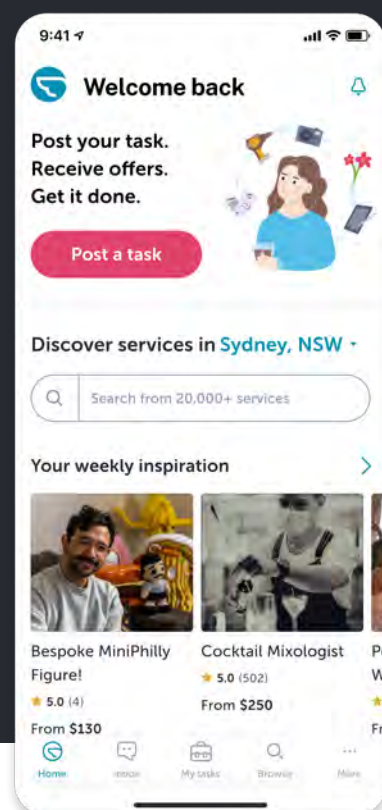 9:41
Welcome back
Post your task.
Receive offers.
Get it done.
Post a task
Discover services in Sydney, NSW
Search from 20,000+ services
Your weekly inspiration
Bespoke MiniPhilly
Figure!
5.0 (4)
From $130
Cocktail Mixologist
5.0 (502)
From $250
Home
My tasks
Browse
More